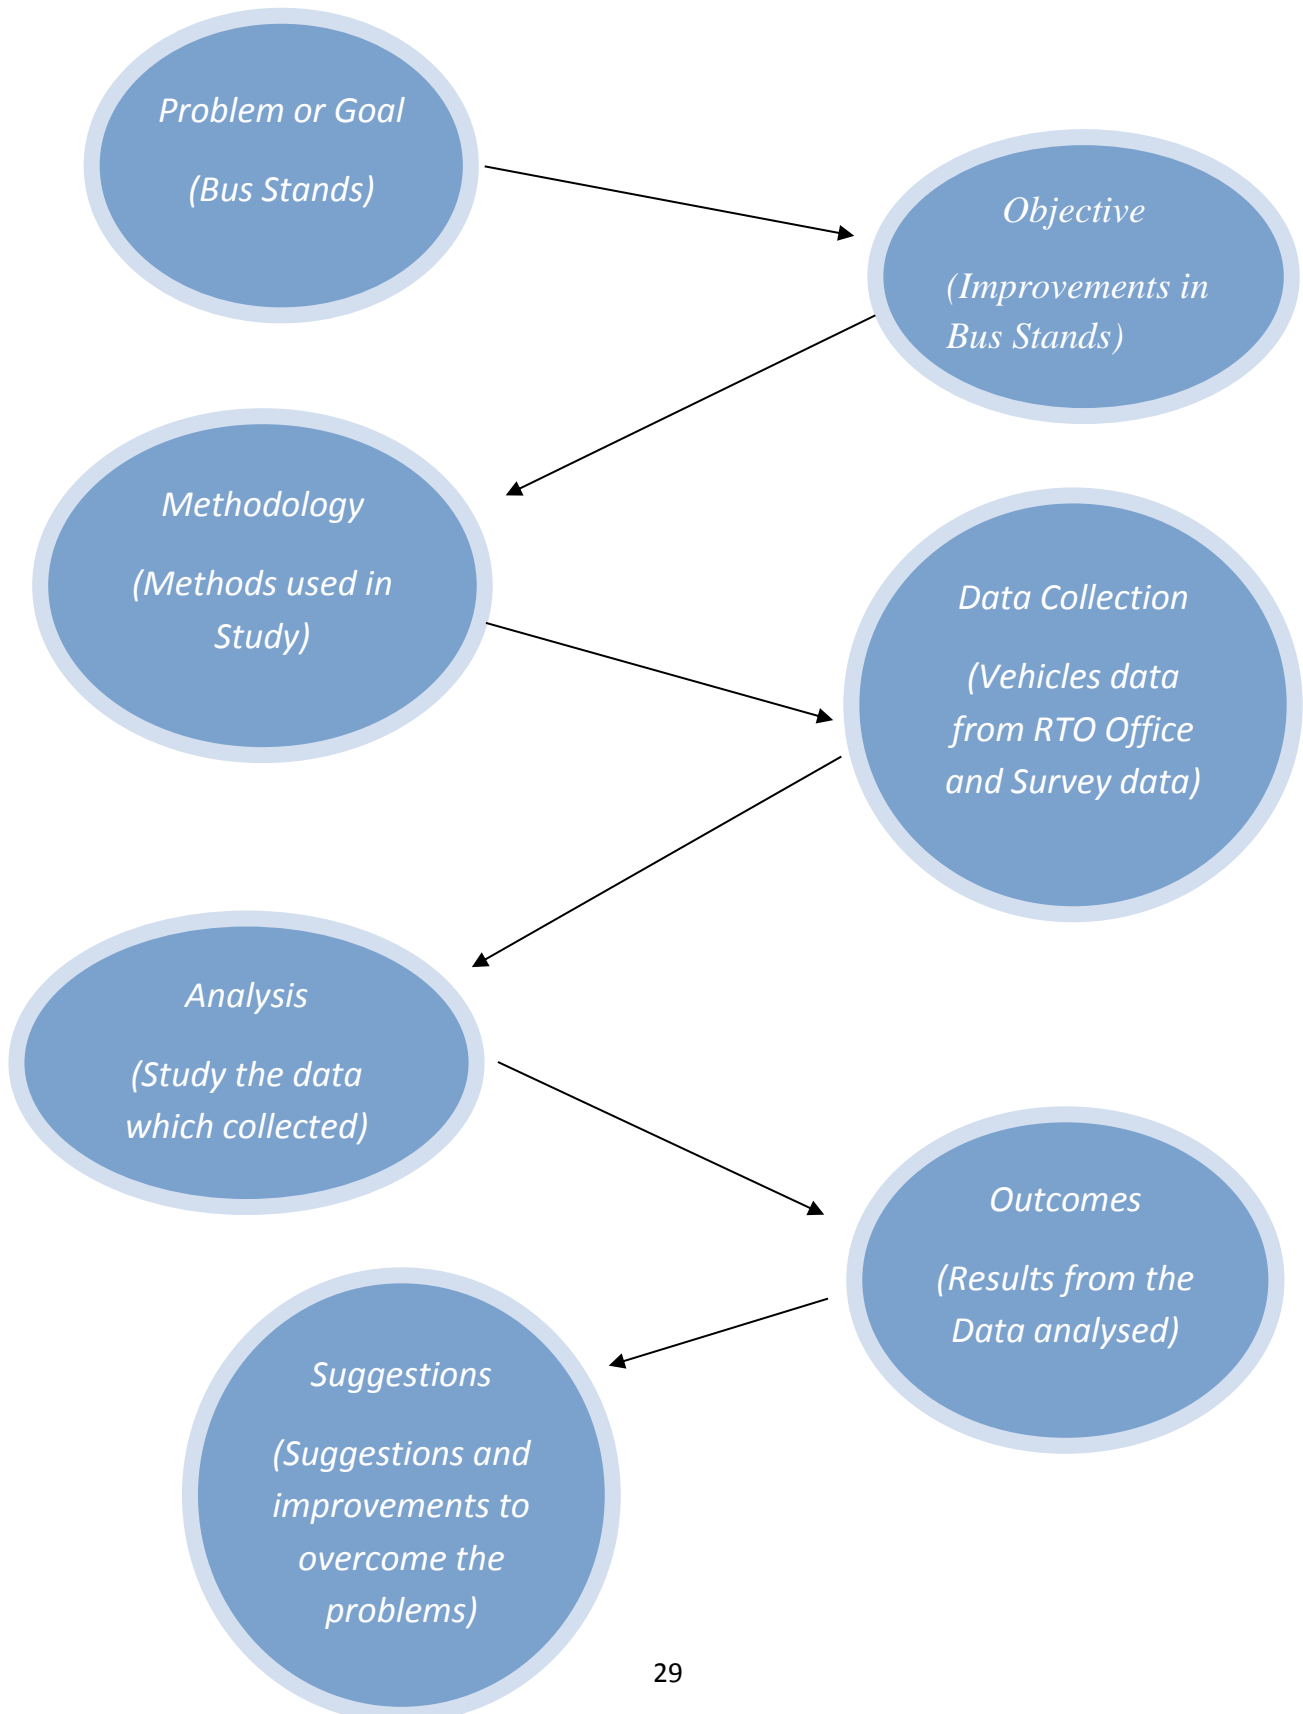 Problem or Goal
(Bus Stands)
Objective
(Improvements in
Bus Stands)
Methodology
(Methods used in
Study)
Data Collection
(Vehicles data
from RTO Office
and Survey data)
Analysis
(Study the data
which collected)
Outcomes
(Results from the
Data analysed)
Suggestions
(Suggestions and
improvements to
overcome the
problems)
29